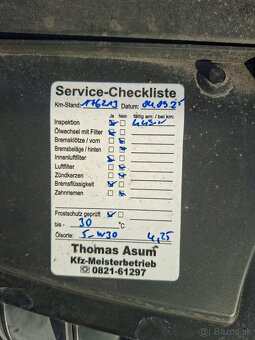 Service-Checkliste
Km-Stand: 176213 Datum: 04.09.25
Ja Nein fällig am / bei km:
Inspektion
Ölwechsel mit Filter
Bremsklötze / vorn
Bremsbeläge / hinten
Innenluftfilter
Luftfilter
Zündkerzen
Bremsflüssigkeit
Zahnriemen
Frostschutz geprüft
bis - 30 °C
Ölsorte: 5-W30 4,25
Thomas Asum
Kfz-Meisterbetrieb
0821-61297